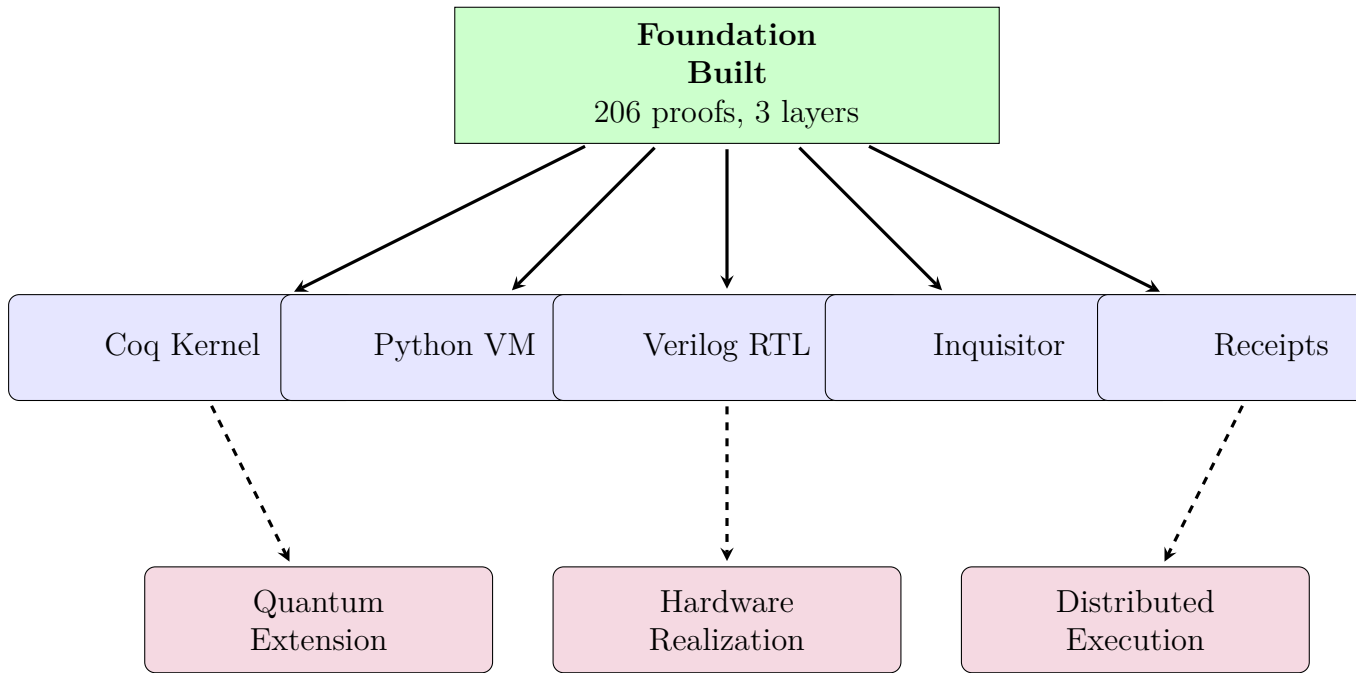 Foundation
Built
206 proofs, 3 layers
Coq Kernel
Python VM
Verilog RTL
Inquisitor
Receipts
Quantum
Extension
Hardware
Realization
Distributed
Execution